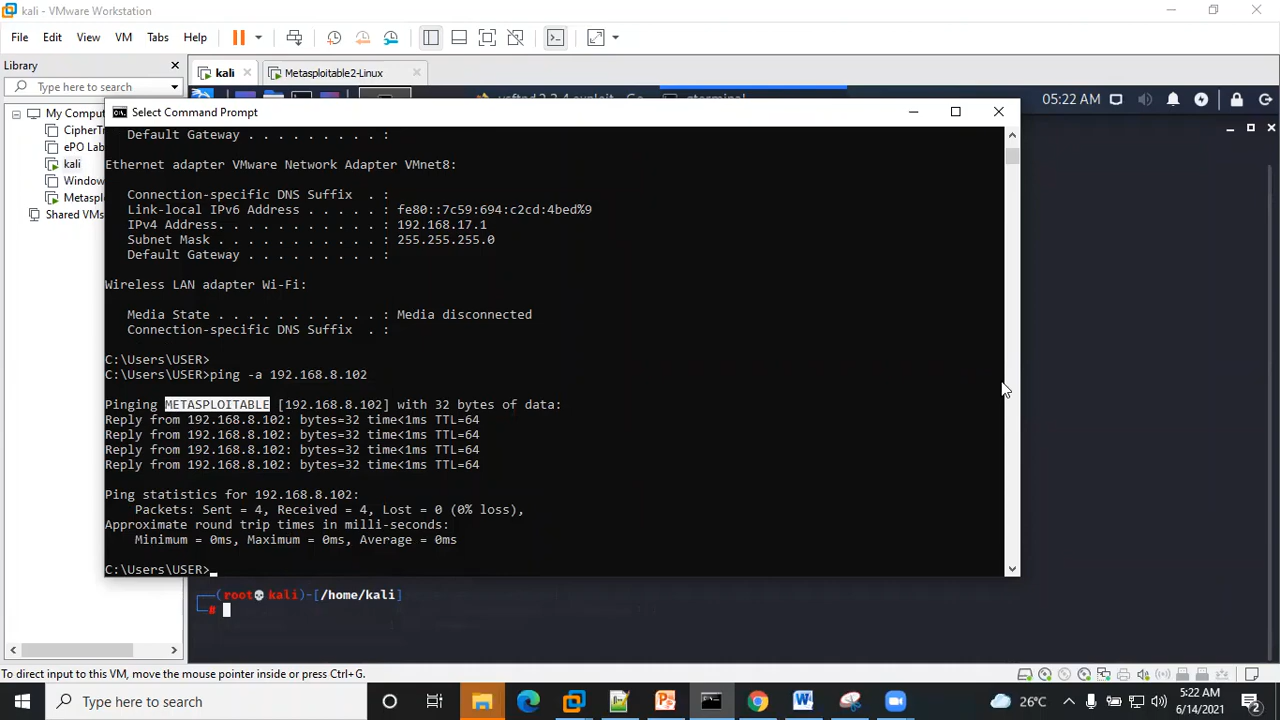 kali - VMware Workstation
File Edit View VM Tabs Help
Library
Type here to search
kali
Metasploitable2-Linux
My Compu
CipherTr
ePO Lab
kali
Window
Metaspl
Shared VMs
05:22 AM
Select Command Prompt
Default Gateway . . . . . . . . . :
Ethernet adapter VMware Network Adapter VMnet8:
Connection-specific DNS Suffix . :
Link-local IPv6 Address . . . . . : fe80::7c59:694:c2cd:4bed%9
IPv4 Address. . . . . . . . . . . : 192.168.17.1
Subnet Mask . . . . . . . . . . . : 255.255.255.0
Default Gateway . . . . . . . . . :
Wireless LAN adapter Wi-Fi:
Media State . . . . . . . . . . . : Media disconnected
Connection-specific DNS Suffix . :
C:\Users\USER>
C:\Users\USER>ping -a 192.168.8.102
Pinging METASPLOITABLE [192.168.8.102] with 32 bytes of data:
Reply from 192.168.8.102: bytes=32 time<1ms TTL=64
Reply from 192.168.8.102: bytes=32 time<1ms TTL=64
Reply from 192.168.8.102: bytes=32 time<1ms TTL=64
Reply from 192.168.8.102: bytes=32 time<1ms TTL=64
Ping statistics for 192.168.8.102:
Packets: Sent = 4, Received = 4, Lost = 0 (0% loss),
Approximate round trip times in milli-seconds:
Minimum = 0ms, Maximum = 0ms, Average = 0ms
C:\Users\USER>
(root💀kali)-[/home/kali]
#
To direct input to this VM, move the mouse pointer inside or press Ctrl+G.
Type here to search
26°C
5:22 AM
6/14/2021
2